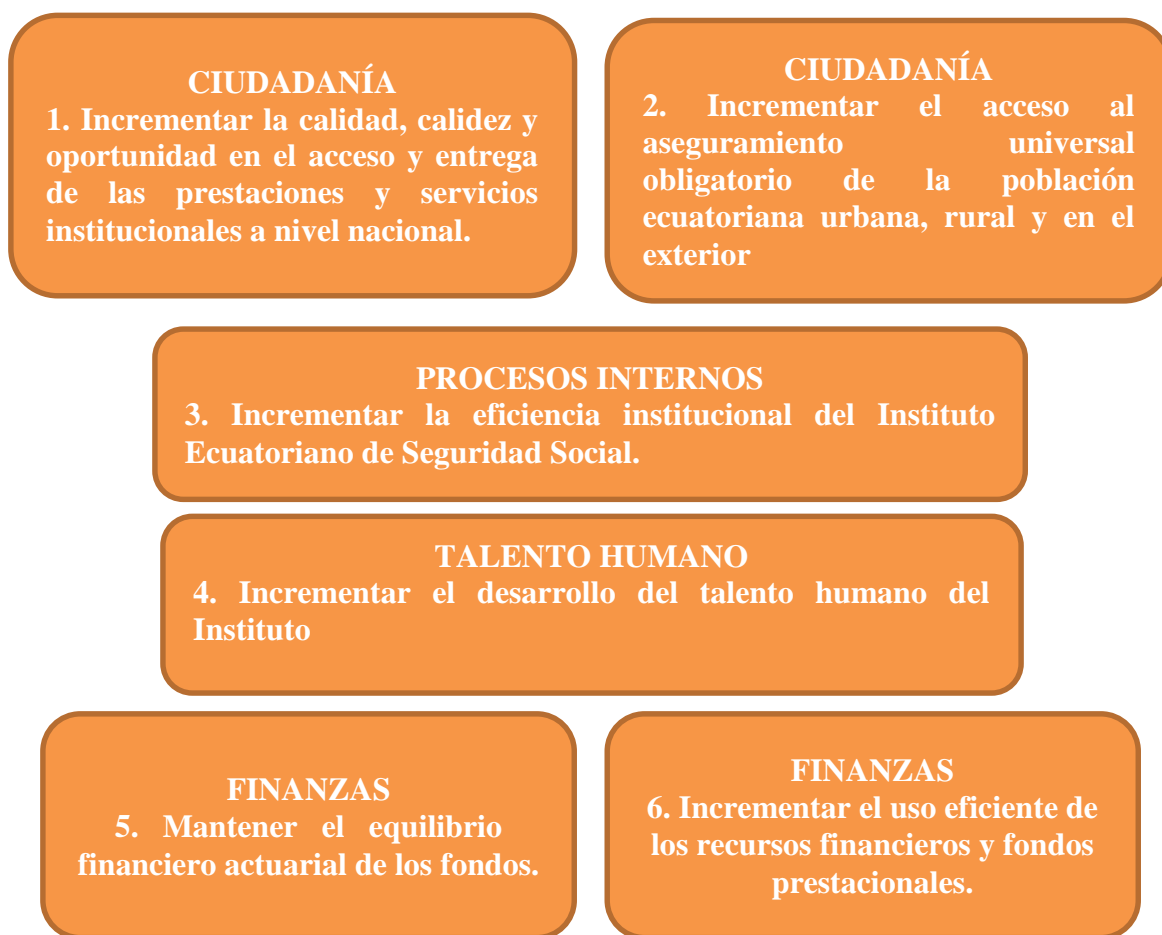 CIUDADANÍA
1. Incrementar la calidad, calidez y
oportunidad en el acceso y entrega
de las prestaciones y servicios
institucionales a nivel nacional.
CIUDADANÍA
2. Incrementar el acceso al
aseguramiento universal
obligatorio de la población
ecuatoriana urbana, rural y en el
exterior
PROCESOS INTERNOS
3. Incrementar la eficiencia institucional del Instituto
Ecuatoriano de Seguridad Social.
TALENTO HUMANO
4. Incrementar el desarrollo del talento humano del
Instituto
FINANZAS
5. Mantener el equilibrio
financiero actuarial de los fondos.
FINANZAS
6. Incrementar el uso eficiente de
los recursos financieros y fondos
prestacionales.